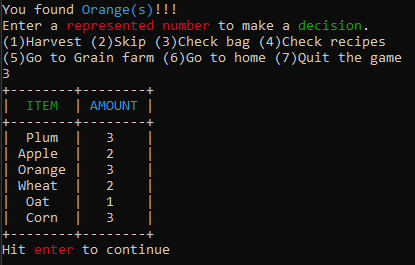 You found Orange(s)!!!
Enter a represented number to make a decision.
(1)Harvest (2)Skip (3)Check bag (4)Check recipes
(5)Go to Grain farm (6)Go to home (7)Quit the game
3
+--------+--------+
|  ITEM  | AMOUNT |
+--------+--------+
|  Plum  |   3    |
| Apple  |   2    |
| Orange |   3    |
| Wheat  |   2    |
|  Oat   |   1    |
|  Corn  |   3    |
+--------+--------+
Hit enter to continue